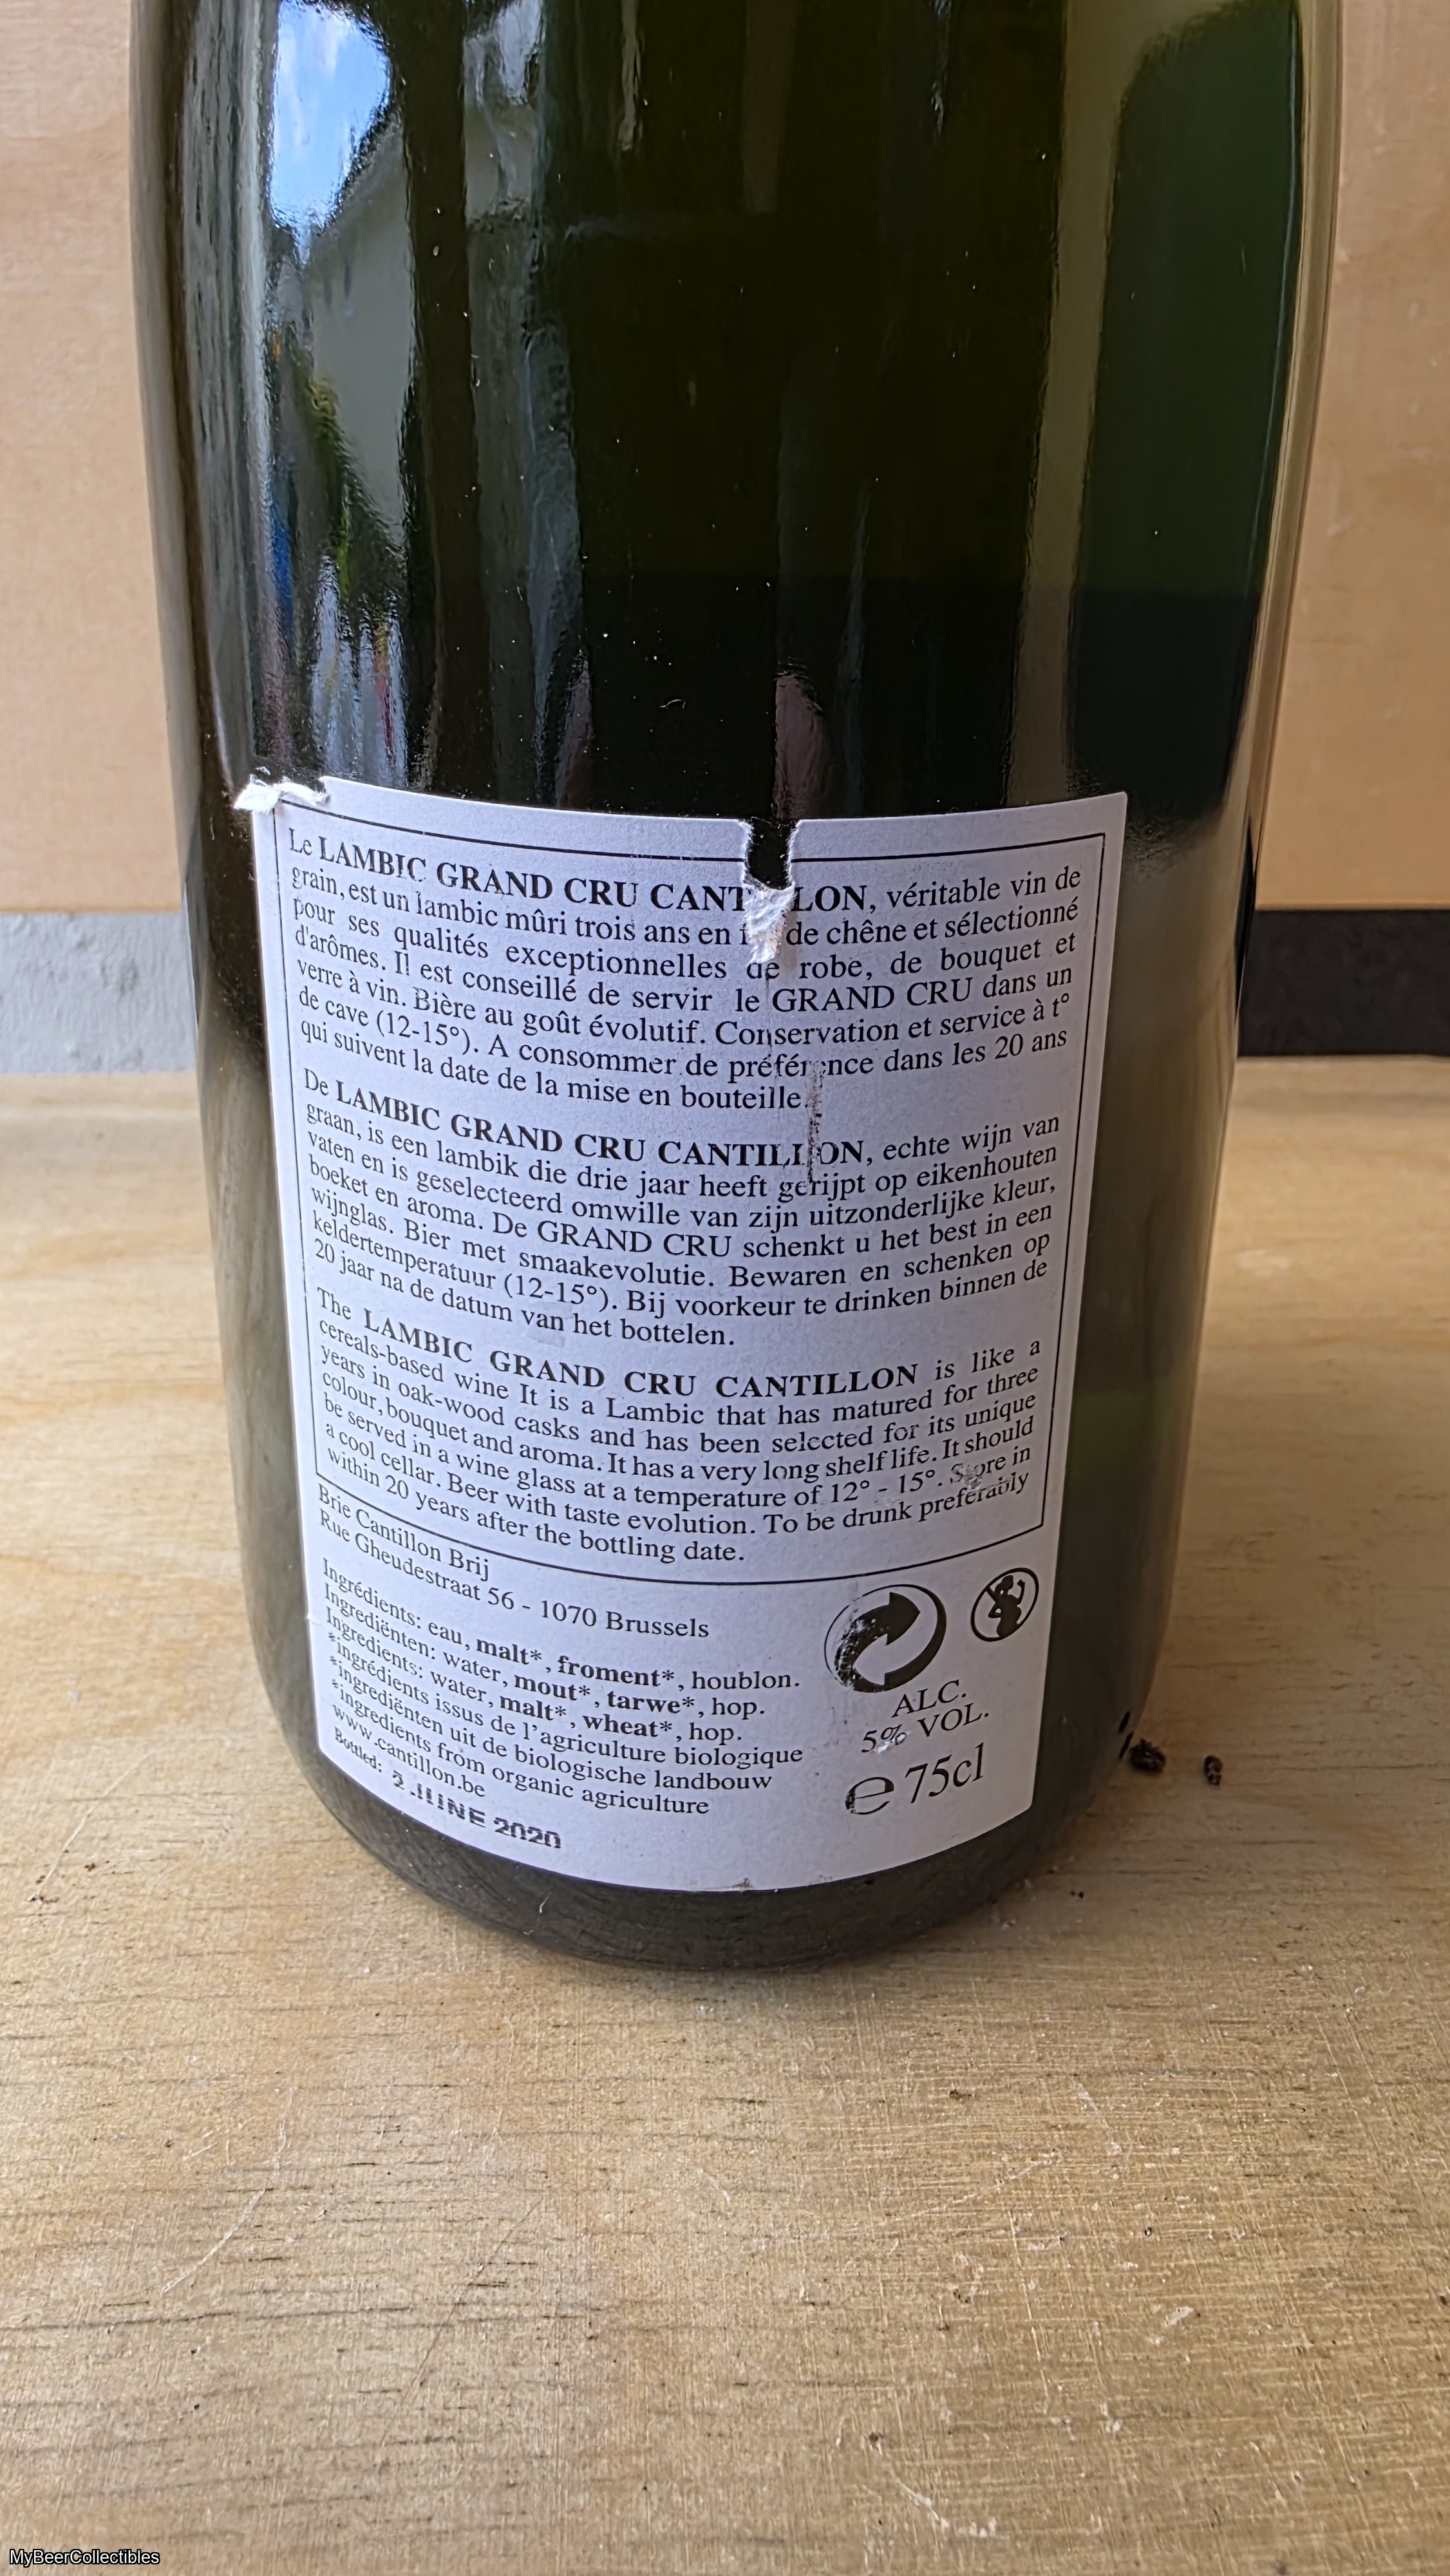 Le LAMBIC GRAND CRU CANTILLON, véritable vin de
grain, est un lambic mûri trois ans en de chêne et sélectionné
pour ses qualités exceptionnelles de robe, de bouquet et
d'arômes. Il est conseillé de servir le GRAND CRU dans un
verre à vin. Bière au goût évolutif. Conservation et service à t°
de cave (12-15°). A consommer de préférence dans les 20 ans
qui suivent la date de la mise en bouteille.
De LAMBIC GRAND CRU CANTILLON, echte wijn van
graan, is een lambik die drie jaar heeft gerijpt op eikenhouten
vaten en is geselecteerd omwille van zijn uitzonderlijke kleur,
boeket en aroma. De GRAND CRU schenkt u het best in een
wijnglas. Bier met smaakevolutie. Bewaren en schenken op
keldertemperatuur (12-15°). Bij voorkeur te drinken binnen de
20 jaar na de datum van het bottelen.
The LAMBIC GRAND CRU CANTILLON is like a
cereals-based wine It is a Lambic that has matured for three
years in oak-wood casks and has been selected for its unique
colour, bouquet and aroma. It has a very long shelf life. It should
be served in a wine glass at a temperature of 12° - 15°. Store in
a cool cellar. Beer with taste evolution. To be drunk preferably
within 20 years after the bottling date.
Brie Cantillon Brij
Rue Gheudestraat 56 - 1070 Brussels
Ingrédients: eau, malt*, froment*, houblon.
Ingrediënten: water, mout*, tarwe*, hop.
Ingredients: water, malt*, wheat*, hop.
*ingrédients issus de l'agriculture biologique
*ingrediënten uit de biologische landbouw
*ingredients from organic agriculture
www.cantillon.be
Bottled: 2 JUNE 2020
ALC.
5% VOL.
e 75cl
MyBeerCollectibles